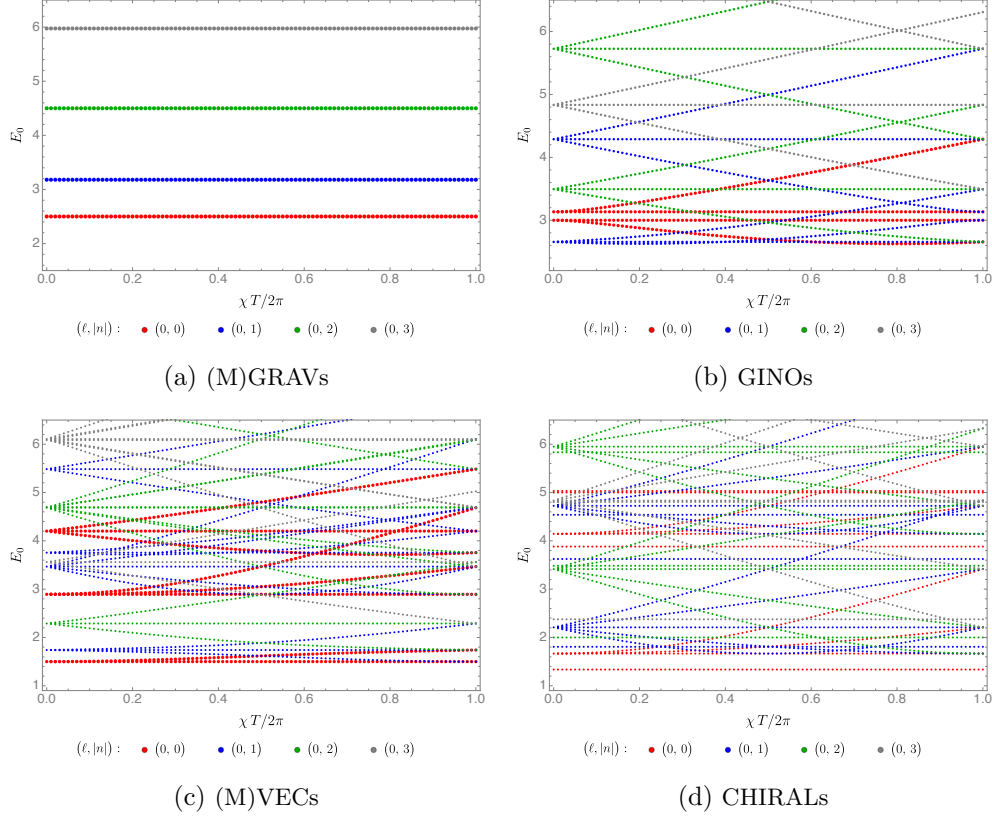 6
5
4
3
2
E₀
0.0 0.2 0.4 0.6 0.8 1.0
χ T/2π
(ℓ, |n|) : (0, 0) (0, 1) (0, 2) (0, 3)
(a) (M)GRAVs
6
5
4
3
E₀
0.0 0.2 0.4 0.6 0.8 1.0
χ T/2π
(ℓ, |n|) : (0, 0) (0, 1) (0, 2) (0, 3)
(b) GINOs
6
5
4
3
2
1
E₀
0.0 0.2 0.4 0.6 0.8 1.0
χ T/2π
(ℓ, |n|) : (0, 0) (0, 1) (0, 2) (0, 3)
(c) (M)VECs
6
5
4
3
2
1
E₀
0.0 0.2 0.4 0.6 0.8 1.0
χ T/2π
(ℓ, |n|) : (0, 0) (0, 1) (0, 2) (0, 3)
(d) CHIRALs